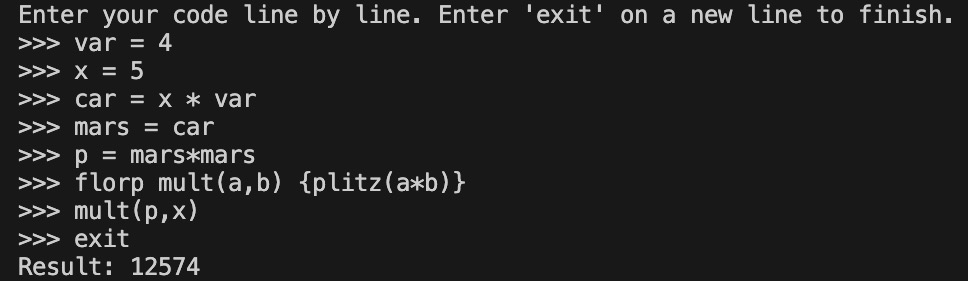 Enter your code line by line. Enter 'exit' on a new line to finish.
>>> var = 4
>>> x = 5
>>> car = x * var
>>> mars = car
>>> p = mars*mars
>>> florp mult(a,b) {plitz(a*b)}
>>> mult(p,x)
>>> exit
Result: 12574